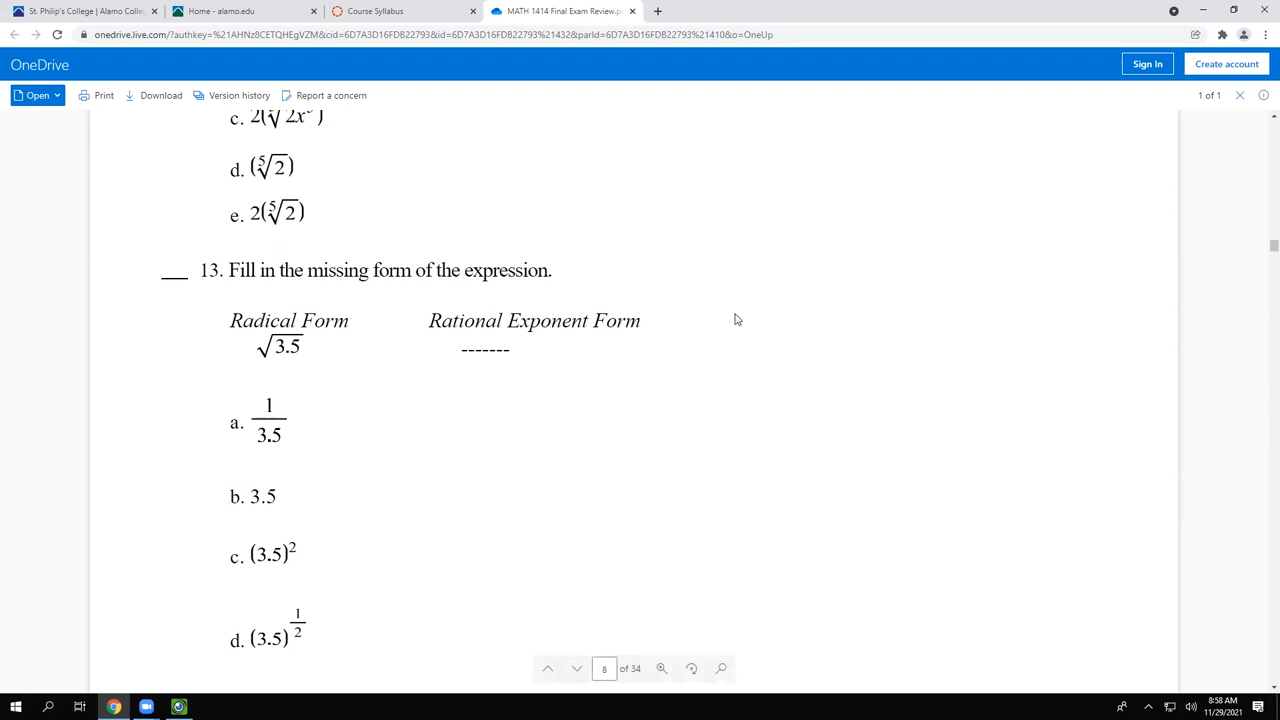 St. Philip's College | Alamo Colle
Home - alamo.edu
Course Syllabus
MATH 1414 Final Exam Review.p
onedrive.live.com/?authkey=%21AHNz8CETQHEgVZM&cid=6D7A3D16FDB22793&id=6D7A3D16FDB22793%21432&parId=6D7A3D16FDB22793%21410&o=OneUp
OneDrive
Sign In
Create account
Open
Print
Download
Version history
Report a concern
1 of 1
d. (⁵√2)
e. 2(⁵√2)
___ 13. Fill in the missing form of the expression.
Radical Form Rational Exponent Form
√3.5 -------
a. 1/3.5
b. 3.5
c. (3.5)²
d. (3.5)^(1/2)
8 of 34
8:58 AM
11/29/2021